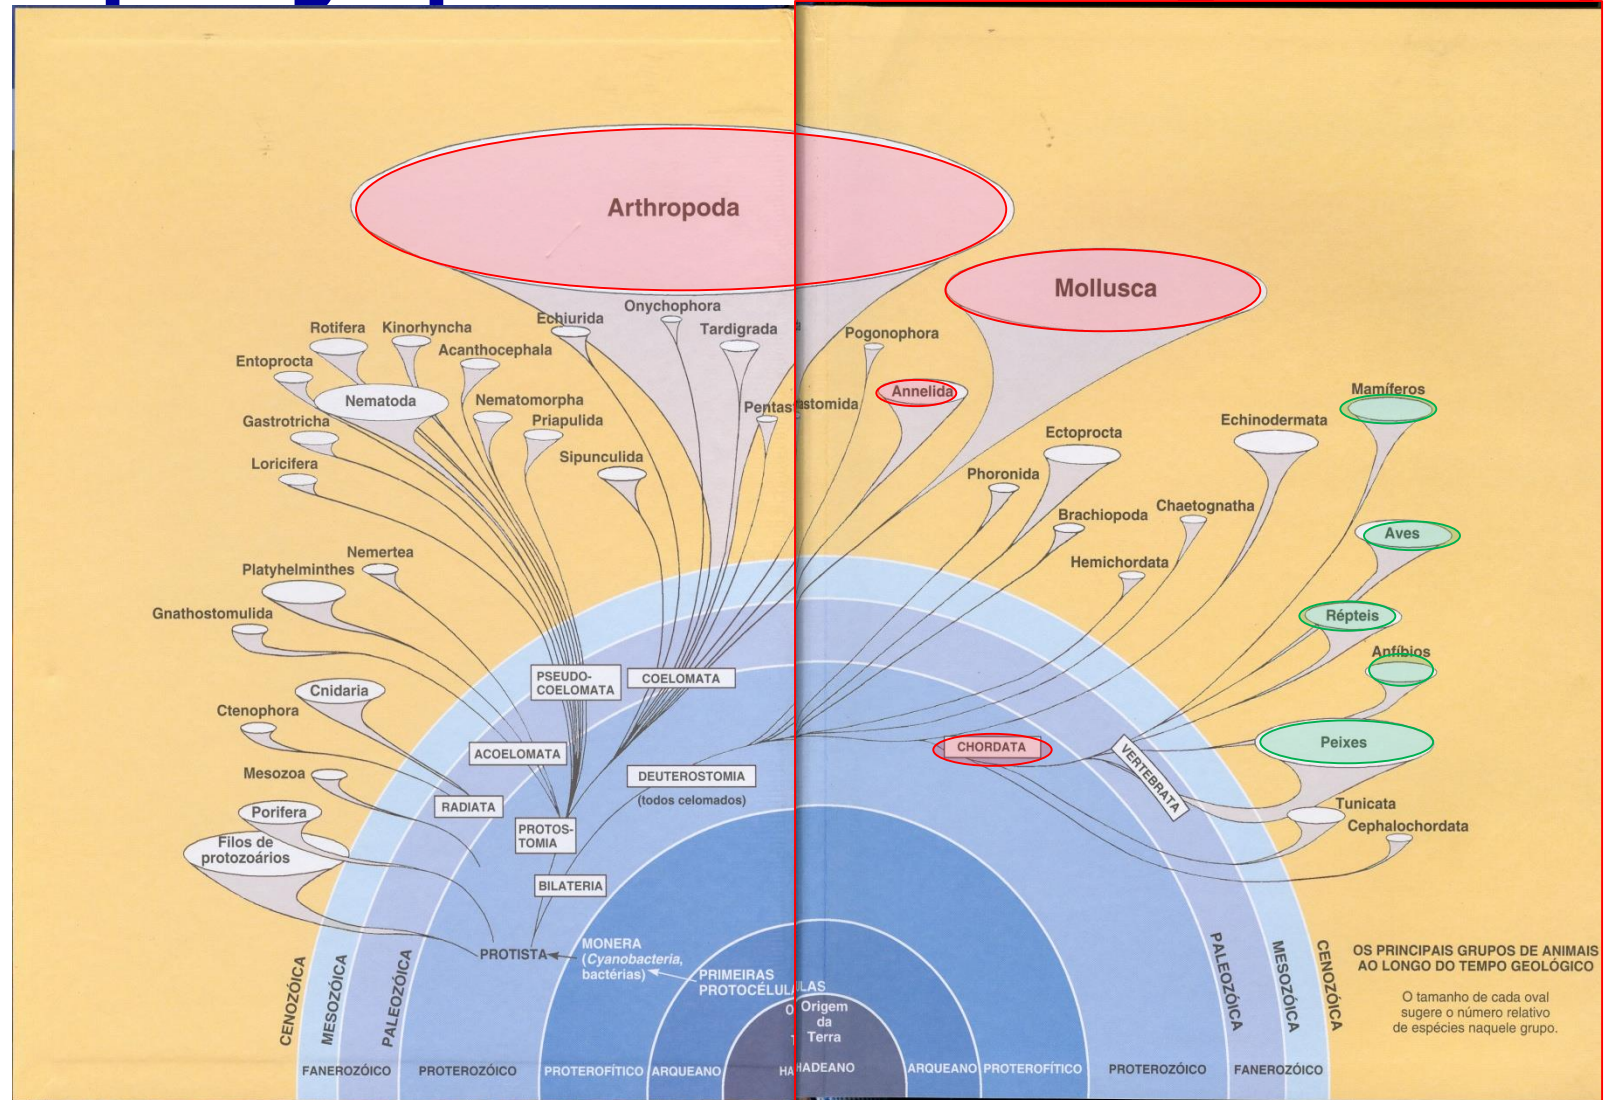 Arthropoda
Mollusca
Onychophora
Echiurida
Tardigrada
Pogonophora
Rotifera
Kinorhyncha
Acanthocephala
Entoprocta
Nematoda
Nematomorpha
Gastrotricha
Priapulida
Loricifera
Sipunculida
Pentas
astomida
Annelida
Mamíferos
Ectoprocta
Echinodermata
Phoronida
Brachiopoda
Chaetognatha
Hemichordata
Aves
Répteis
Anfíbios
Peixes
Tunicata
Cephalochordata
Nemertea
Platyhelminthes
Gnathostomulida
Cnidaria
Ctenophora
Mesozoa
Porifera
Filos de
protozoários
PSEUDO-
COELOMATA
COELOMATA
ACOELOMATA
RADIATA
DEUTEROSTOMIA
(todos celomados)
CHORDATA
VERTEBRATA
PROTOS-
TOMIA
BILATERIA
PROTISTA
MONERA
(Cyanobacteria,
bactérias)
PRIMEIRAS
PROTOCÉLULALAS
O Origem
da
T Terra
HAHADEANO
CENOZÓICA
MESOZÓICA
PALEOZÓICA
FANEROZÓICO
PROTEROZÓICO
PROTEROFÍTICO
ARQUEANO
ARQUEANO
PROTEROFÍTICO
PROTEROZÓICO
FANEROZÓICO
PALEOZÓICA
MESOZÓICA
CENOZÓICA
OS PRINCIPAIS GRUPOS DE ANIMAIS
AO LONGO DO TEMPO GEOLÓGICO
O tamanho de cada oval
sugere o número relativo
de espécies naquele grupo.